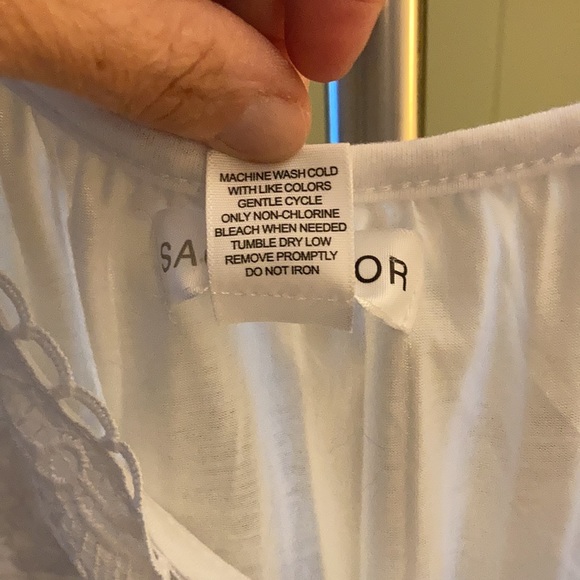 MACHINE WASH COLD
WITH LIKE COLORS
GENTLE CYCLE
ONLY NON-CHLORINE
BLEACH WHEN NEEDED
TUMBLE DRY LOW
REMOVE PROMPTLY
DO NOT IRON